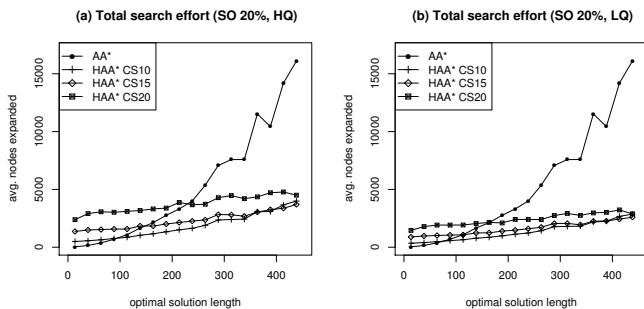 (a) Total search effort (SO 20%, HQ)
avg. nodes expanded
0 5000 10000 15000
AA*
HAA* CS10
HAA* CS15
HAA* CS20
0 100 200 300 400
optimal solution length
(b) Total search effort (SO 20%, LQ)
avg. nodes expanded
0 5000 10000 15000
AA*
HAA* CS10
HAA* CS15
HAA* CS20
0 100 200 300 400
optimal solution length